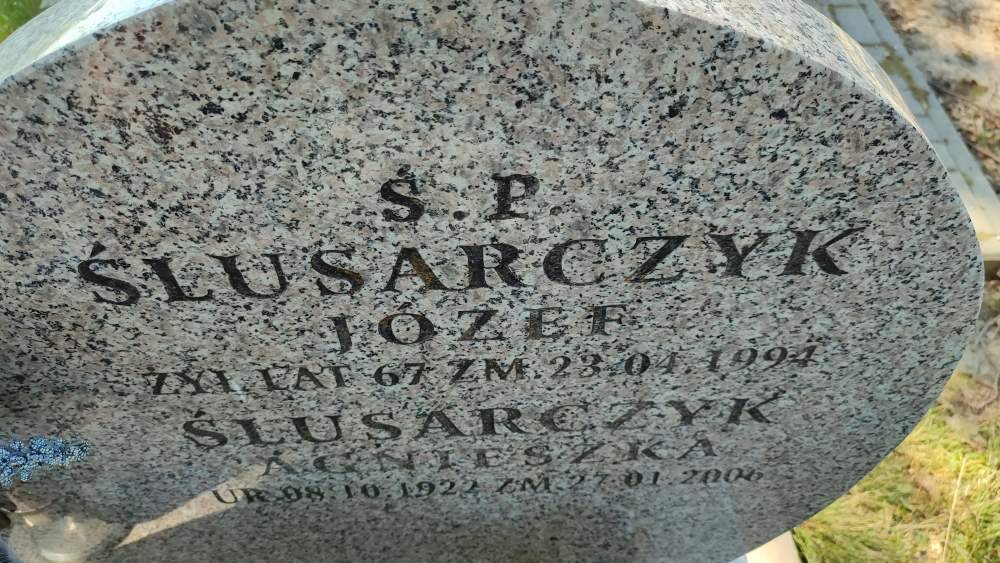 Ś.P.
ŚLUSARCZYK
JÓZEF
ŻYŁ LAT 67 ZM.23.04.1994
ŚLUSARCZYK
AGNIESZKA
UR.08.10.1922 ZM.27.01.2006